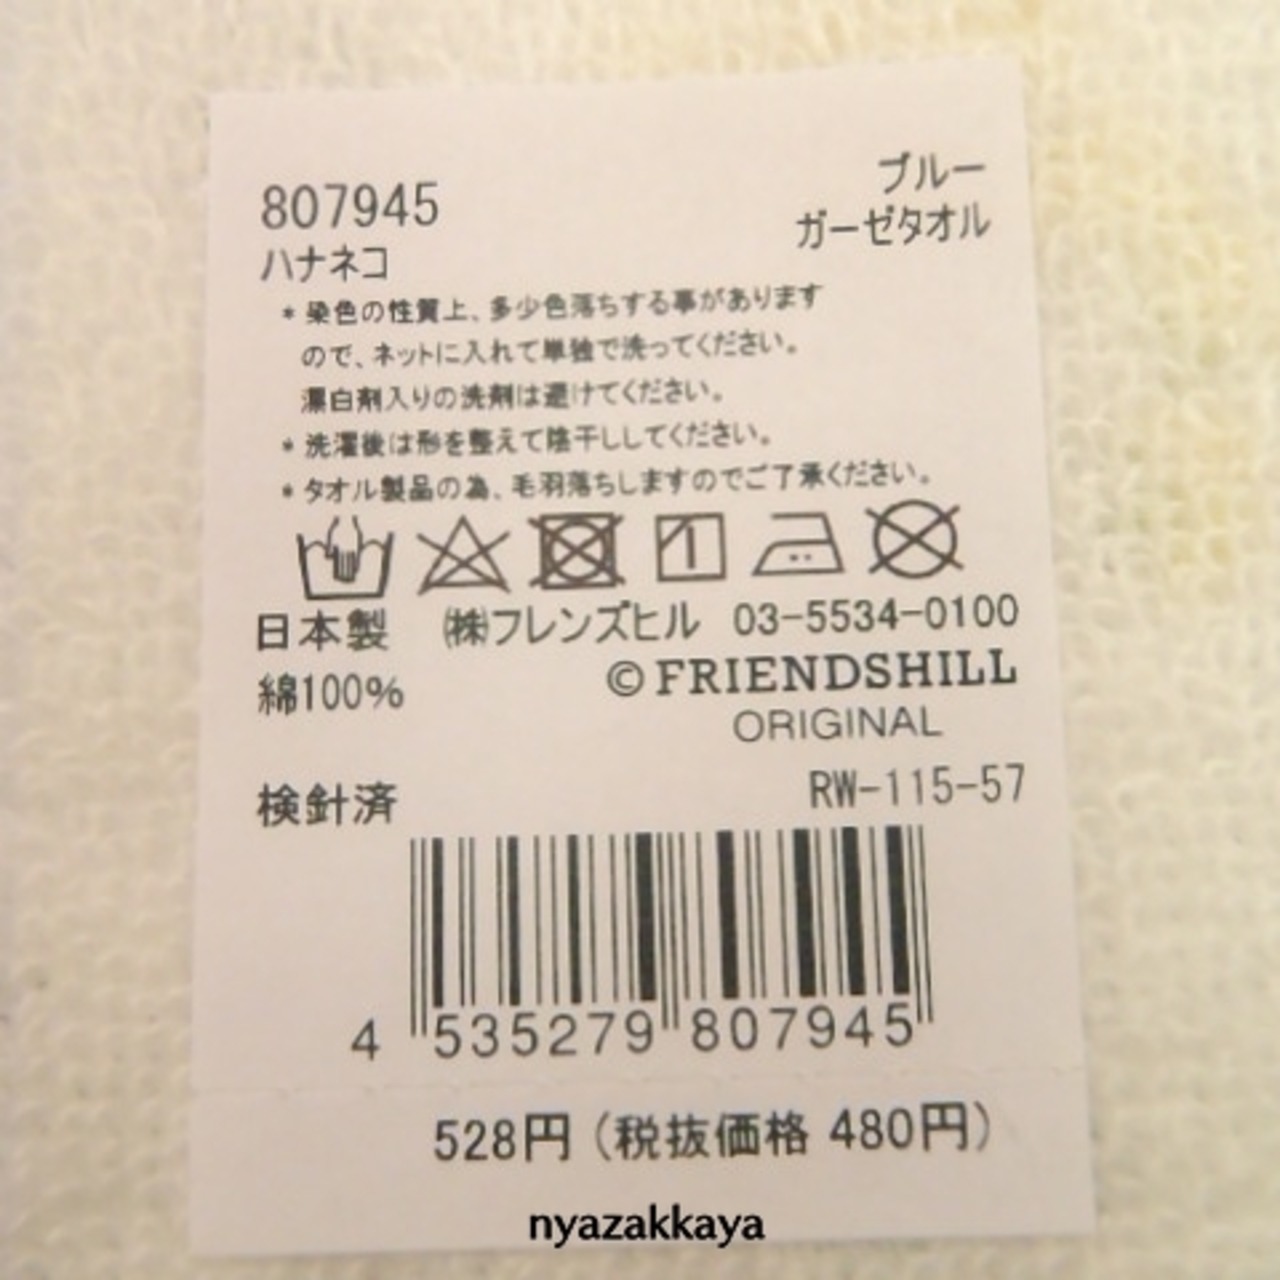 807945
ブルー
ハナネコ
ガーゼタオル
* 染色の性質上、多少色落ちする事があります
ので、ネットに入れて単独で洗ってください。
漂白剤入りの洗剤は避けてください。
* 洗濯後は形を整えて陰干ししてください。
* タオル製品の為、毛羽落ちしますのでご了承ください。
日本製 ㈱フレンズヒル 03-5534-0100
綿100%
©FRIENDSHILL
ORIGINAL
検針済
RW-115-57
4 535279 807945
528円 (税抜価格 480円)
nyazakkaya